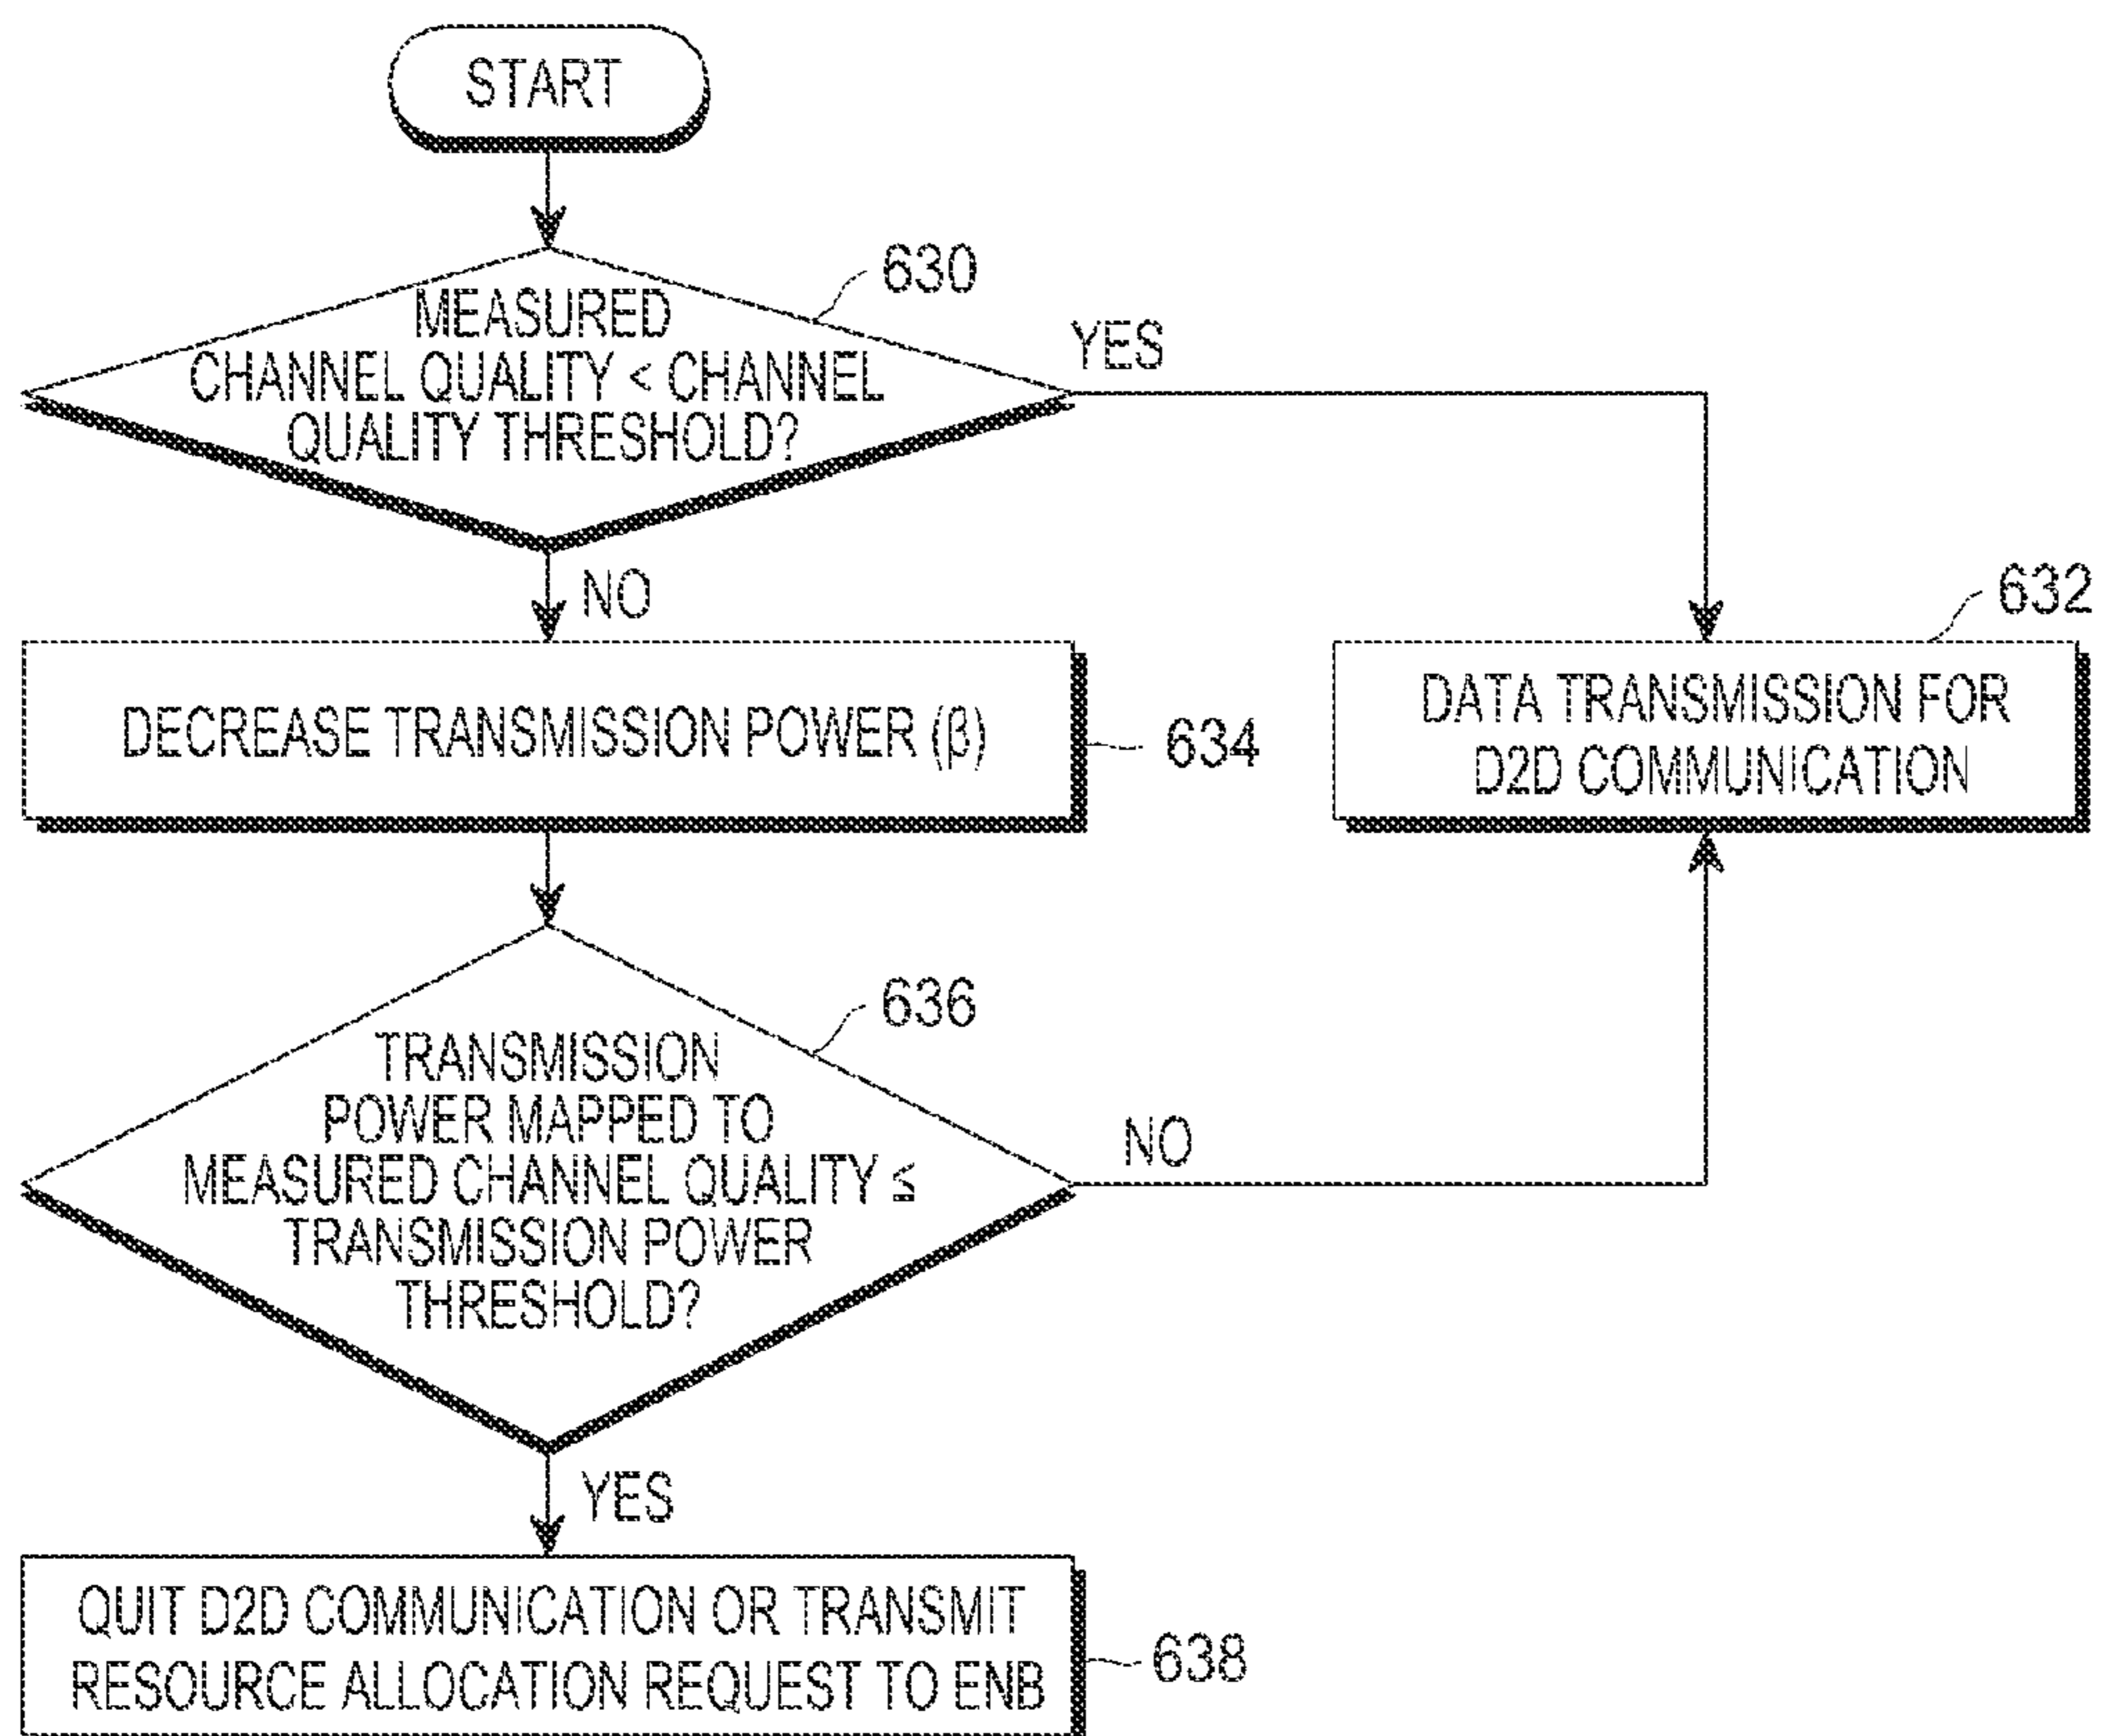 START
630
MEASURED
CHANNEL QUALITY < CHANNEL
QUALITY THRESHOLD?
YES
NO
632
DECREASE TRANSMISSION POWER (β)
634
DATA TRANSMISSION FOR
D2D COMMUNICATION
636
TRANSMISSION
POWER MAPPED TO
MEASURED CHANNEL QUALITY ≤
TRANSMISSION POWER
THRESHOLD?
NO
YES
QUIT D2D COMMUNICATION OR TRANSMIT
RESOURCE ALLOCATION REQUEST TO ENB
638